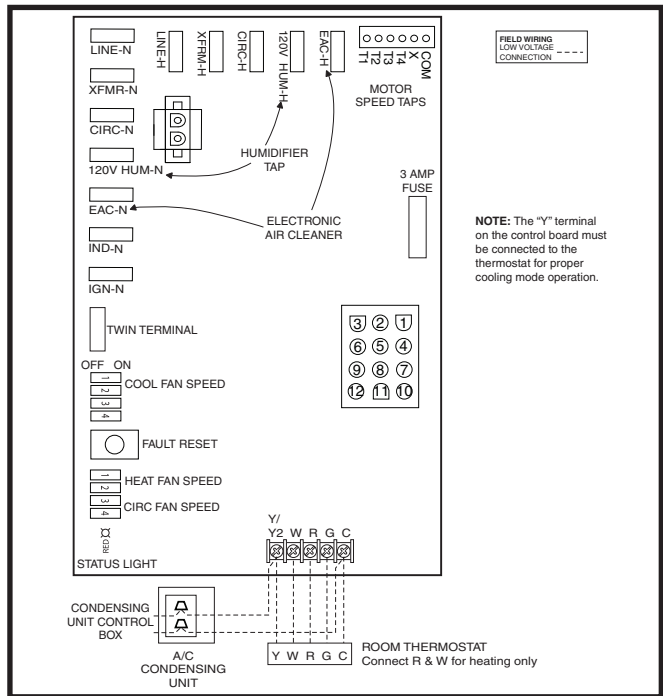 LINE-N
LINE-H
XFRM-H
CIRC-H
120V HUM-H
EAC-H
T1 T2 T3 T4 X COM
MOTOR
SPEED TAPS
FIELD WIRING
LOW VOLTAGE
CONNECTION
XFMR-N
CIRC-N
120V HUM-N
HUMIDIFIER
TAP
3 AMP
FUSE
EAC-N
ELECTRONIC
AIR CLEANER
NOTE: The “Y” terminal
on the control board must
be connected to the
thermostat for proper
cooling mode operation.
IND-N
IGN-N
TWIN TERMINAL
3 2 1
6 5 4
9 8 7
12 11 10
OFF ON
1
2
3
4
COOL FAN SPEED
FAULT RESET
1
2
3
4
HEAT FAN SPEED
CIRC FAN SPEED
RED
STATUS LIGHT
Y/
Y2 W R G C
CONDENSING
UNIT CONTROL
BOX
A/C
CONDENSING
UNIT
Y W R G C
ROOM THERMOSTAT
Connect R & W for heating only